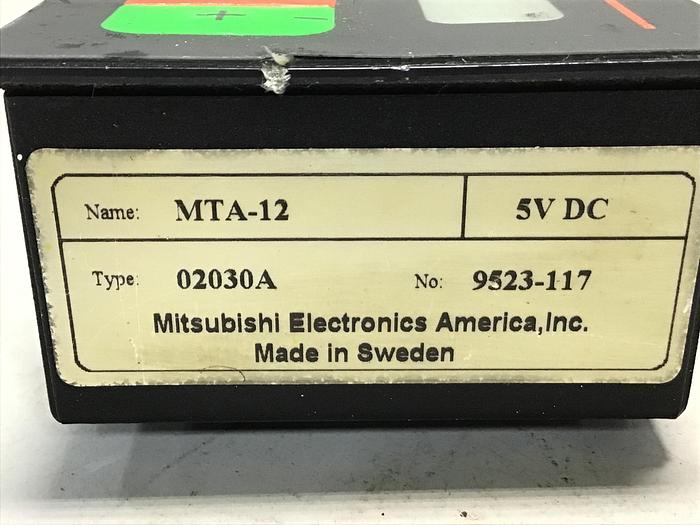 + -
Name: MTA-12 5V DC
Type: 02030A No: 9523-117
Mitsubishi Electronics America,Inc.
Made in Sweden